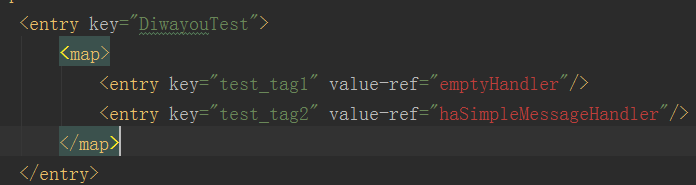 <entry key="DiwayouTest">
<map>
<entry key="test_tag1" value-ref="emptyHandler"/>
<entry key="test_tag2" value-ref="haSimpleMessageHandler"/>
</map>
</entry>